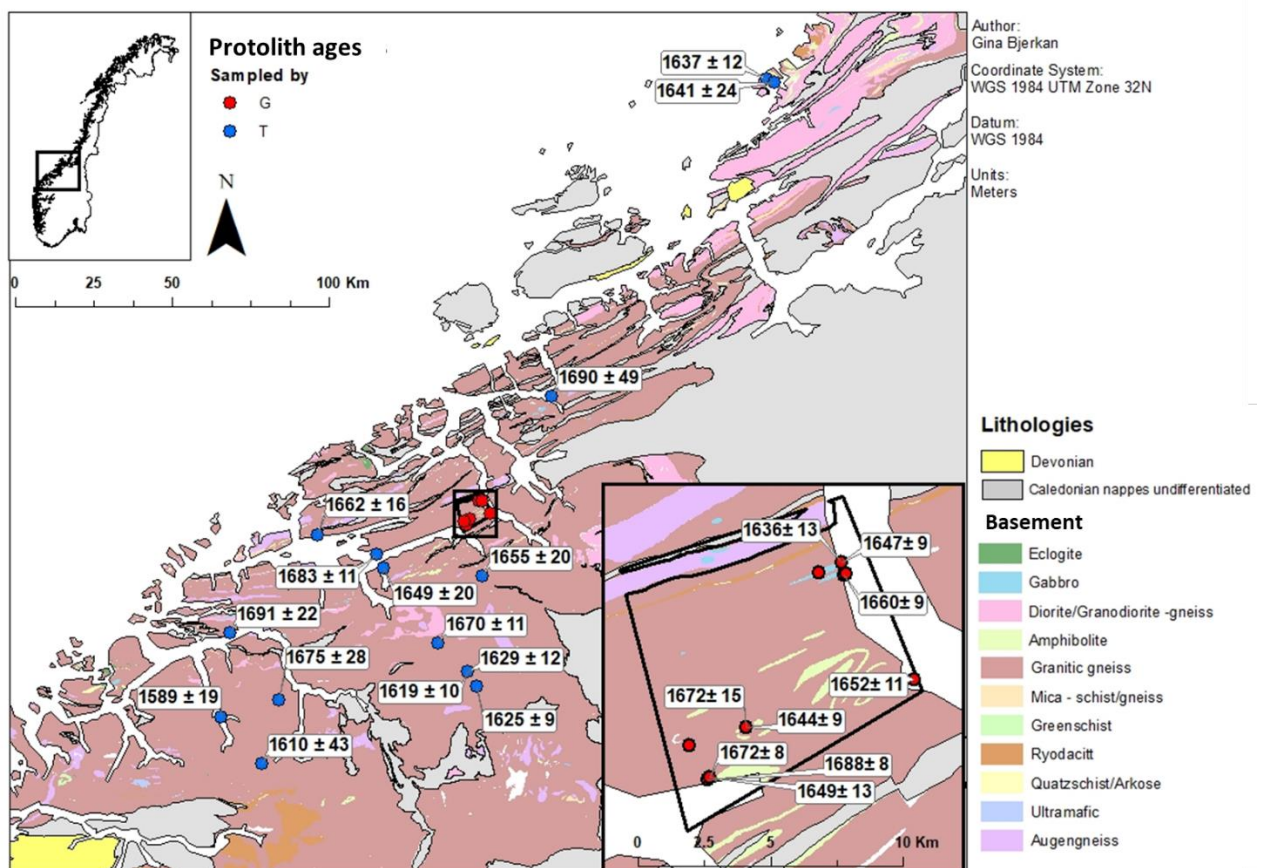 Protolith ages
Sampled by
G
T
N
0 25 50 100 Km
Author:
Gina Bjerkan
Coordinate System:
WGS 1984 UTM Zone 32N
Datum:
WGS 1984
Units:
Meters
1637 ± 12
1641 ± 24
1690 ± 49
1662 ± 16
1655 ± 20
1683 ± 11
1649 ± 20
1691 ± 22
1670 ± 11
1675 ± 28
1629 ± 12
1589 ± 19
1619 ± 10
1625 ± 9
1610 ± 43
1636± 13
1647± 9
1660± 9
1652± 11
1672± 15
1644± 9
1672± 8
1688± 8
1649± 13
0 2.5 5 10 Km
Lithologies
Devonian
Caledonian nappes undifferentiated
Basement
Eclogite
Gabbro
Diorite/Granodiorite -gneiss
Amphibolite
Granitic gneiss
Mica - schist/gneiss
Greenschist
Ryodacitt
Quatzschist/Arkose
Ultramafic
Augengneiss